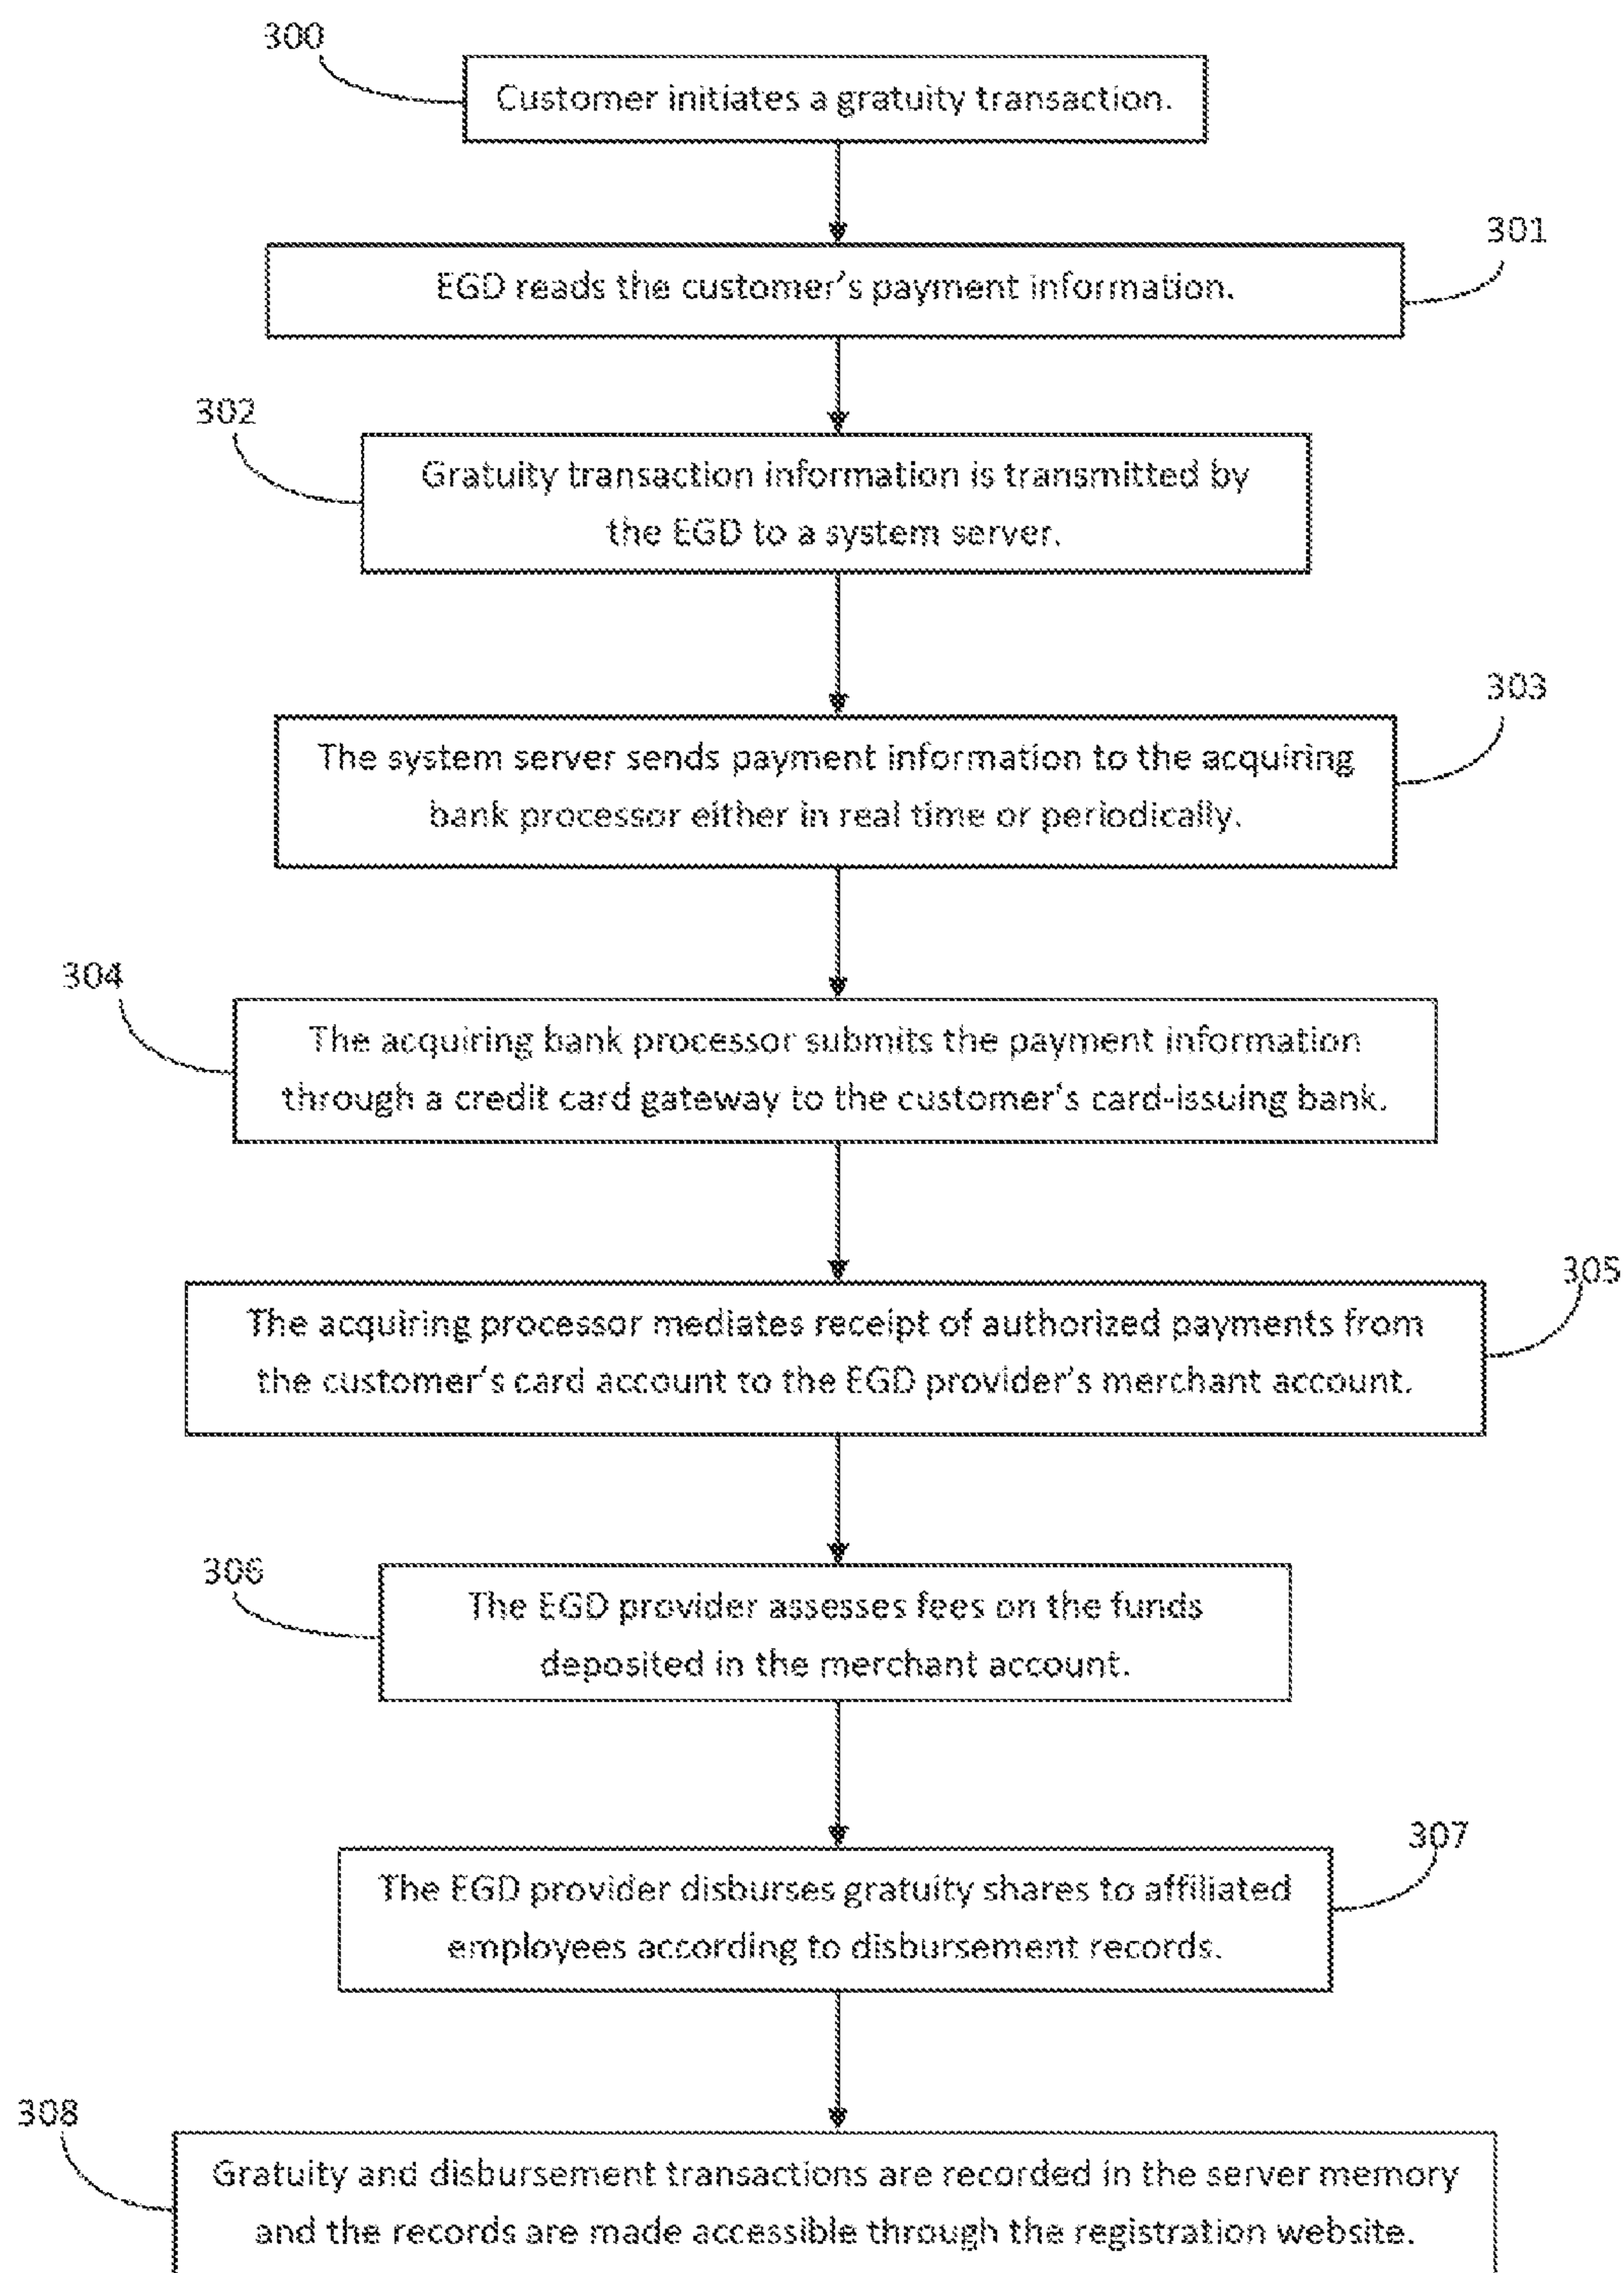 300
Customer initiates a gratuity transaction.
301
EGD reads the customer's payment information.
302
Gratuity transaction information is transmitted by
the EGD to a system server.
303
The system server sends payment information to the acquiring
bank processor either in real time or periodically.
304
The acquiring bank processor submits the payment information
through a credit card gateway to the customer's card-issuing bank.
305
The acquiring processor mediates receipt of authorized payments from
the customer's card account to the EGD provider's merchant account.
306
The EGD provider assesses fees on the funds
deposited in the merchant account.
307
The EGD provider disburses gratuity shares to affiliated
employees according to disbursement records.
308
Gratuity and disbursement transactions are recorded in the server memory
and the records are made accessible through the registration website.